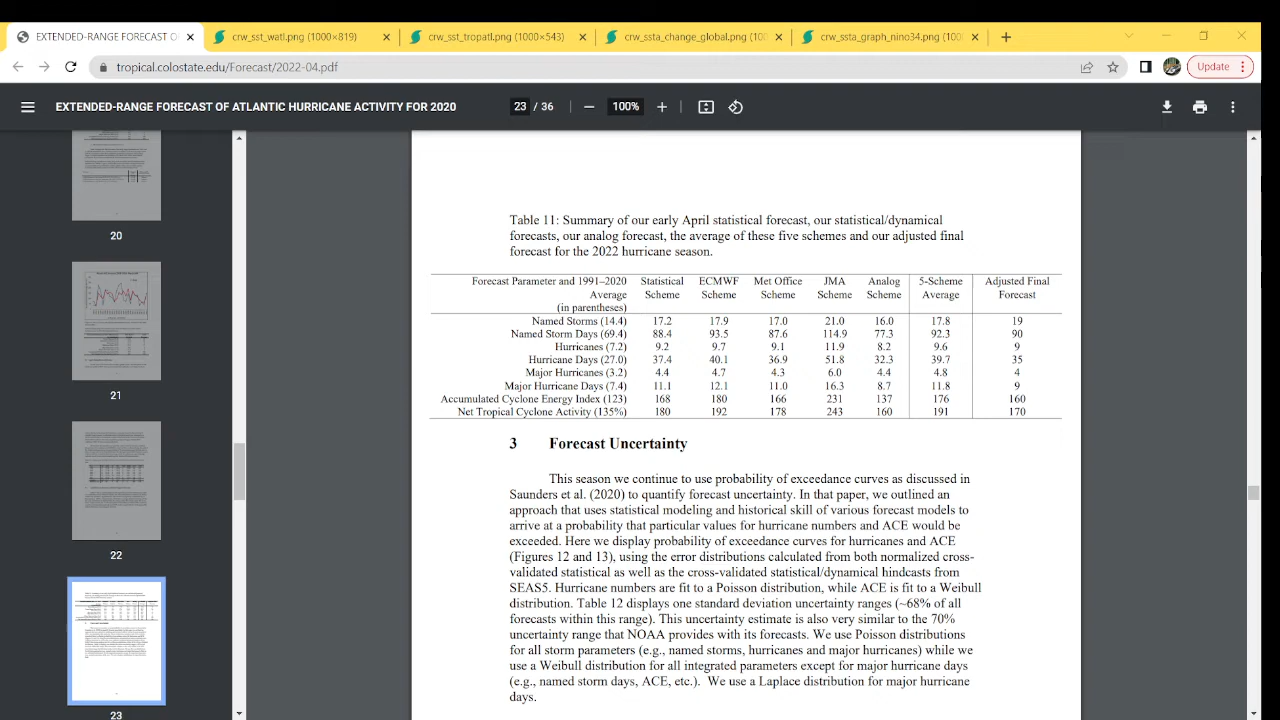 EXTENDED-RANGE FORECAST O
crw_sst_watl.png (1000×819)
crw_sst_tropatl.png (1000×543)
crw_ssta_change_global.png (100
crw_ssta_graph_nino34.png (100
tropical.colostate.edu/Forecast/2022-04.pdf
Update
EXTENDED-RANGE FORECAST OF ATLANTIC HURRICANE ACTIVITY FOR 2020
23 / 36
100%
20
21
22
23
Table 11: Summary of our early April statistical forecast, our statistical/dynamical
forecasts, our analog forecast, the average of these five schemes and our adjusted final
forecast for the 2022 hurricane season.
Forecast Parameter and 1991–2020 Statistical ECMWF Met Office JMA Analog 5-Scheme Adjusted Final
Average Scheme Scheme Scheme Scheme Scheme Average Forecast
(in parentheses)
Named Storms (14.4) 17.2 17.9 17.0 21.0 16.0 17.8 19
Named Storm Days (69.4) 88.4 93.5 87.6 114.9 77.3 92.3 90
Hurricanes (7.2) 9.2 9.7 9.1 11.9 8.2 9.6 9
Hurricane Days (27.0) 37.4 40.1 36.9 51.8 32.3 39.7 35
Major Hurricanes (3.2) 4.4 4.7 4.3 6.0 4.4 4.8 4
Major Hurricane Days (7.4) 11.1 12.1 11.0 16.3 8.7 11.8 9
Accumulated Cyclone Energy Index (123) 168 180 166 231 137 176 160
Net Tropical Cyclone Activity (135%) 180 192 178 243 160 191 170
3 Forecast Uncertainty
This season we continue to use probability of exceedance curves as discussed in
Saunders et al. (2020) to quantify forecast uncertainty. In that paper, we outlined an
approach that uses statistical modeling and historical skill of various forecast models to
arrive at a probability that particular values for hurricane numbers and ACE would be
exceeded. Here we display probability of exceedance curves for hurricanes and ACE
(Figures 12 and 13), using the error distributions calculated from both normalized cross-
validated statistical as well as the cross-validated statistical/dynamical hindcasts from
SEAS5. Hurricane numbers are fit to a Poisson distribution, while ACE is fit to a Weibull
distribution. Table 12 displays one standard deviation uncertainty ranges (~68% of all
forecasts within this range). This uncertainty estimate is also very similar to the 70%
uncertainty range that NOAA provides with its forecasts. We use Poisson distributions
for all storm parameters (e.g., named storms, hurricanes and major hurricanes) while we
use a Weibull distribution for all integrated parameters except for major hurricane days
(e.g., named storm days, ACE, etc.). We use a Laplace distribution for major hurricane
days.